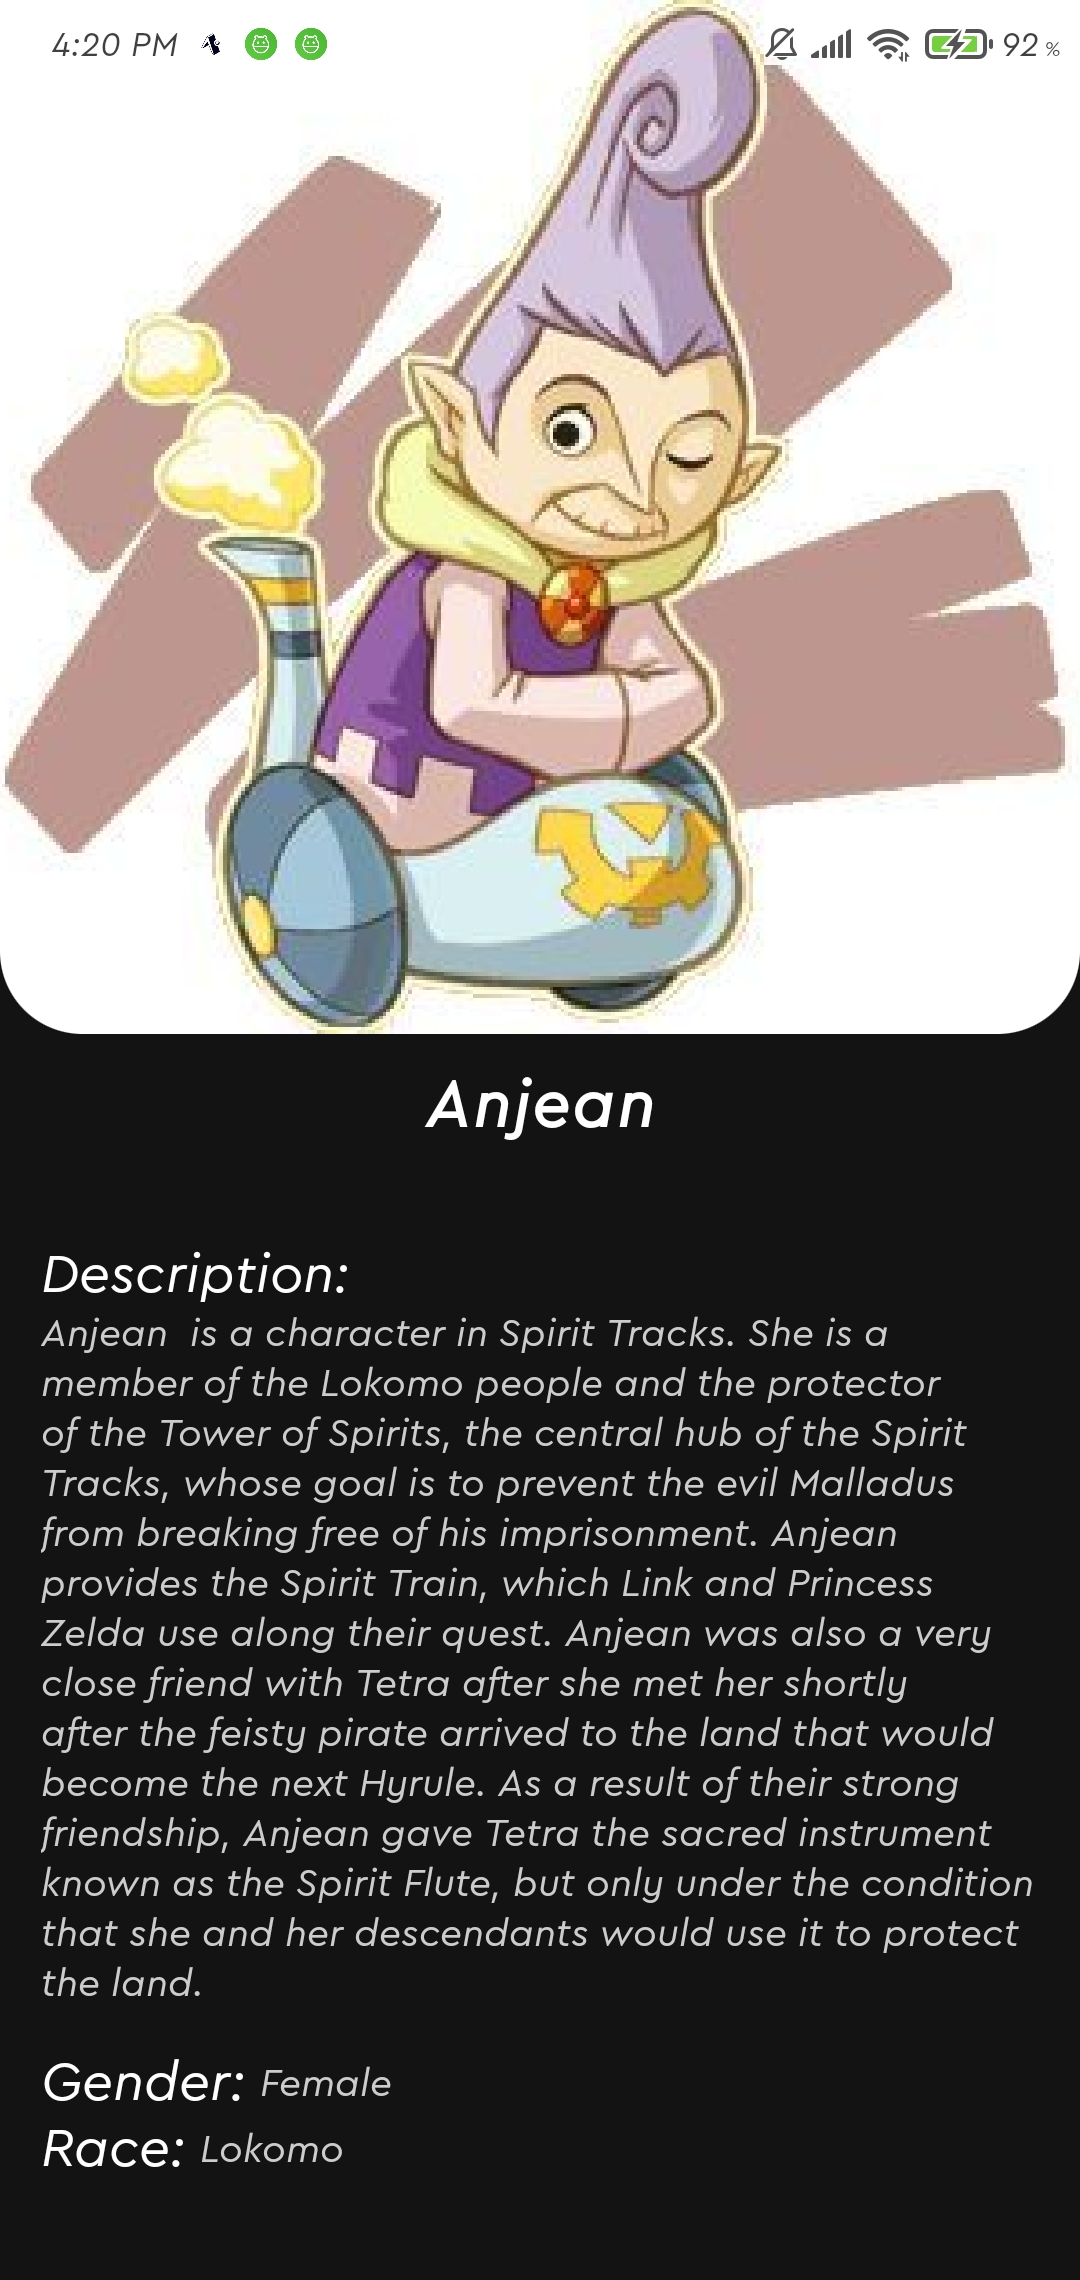 4:20 PM 92 %
Anjean
Description:
Anjean  is a character in Spirit Tracks. She is a
member of the Lokomo people and the protector
of the Tower of Spirits, the central hub of the Spirit
Tracks, whose goal is to prevent the evil Malladus
from breaking free of his imprisonment. Anjean
provides the Spirit Train, which Link and Princess
Zelda use along their quest. Anjean was also a very
close friend with Tetra after she met her shortly
after the feisty pirate arrived to the land that would
become the next Hyrule. As a result of their strong
friendship, Anjean gave Tetra the sacred instrument
known as the Spirit Flute, but only under the condition
that she and her descendants would use it to protect
the land.
Gender: Female
Race: Lokomo